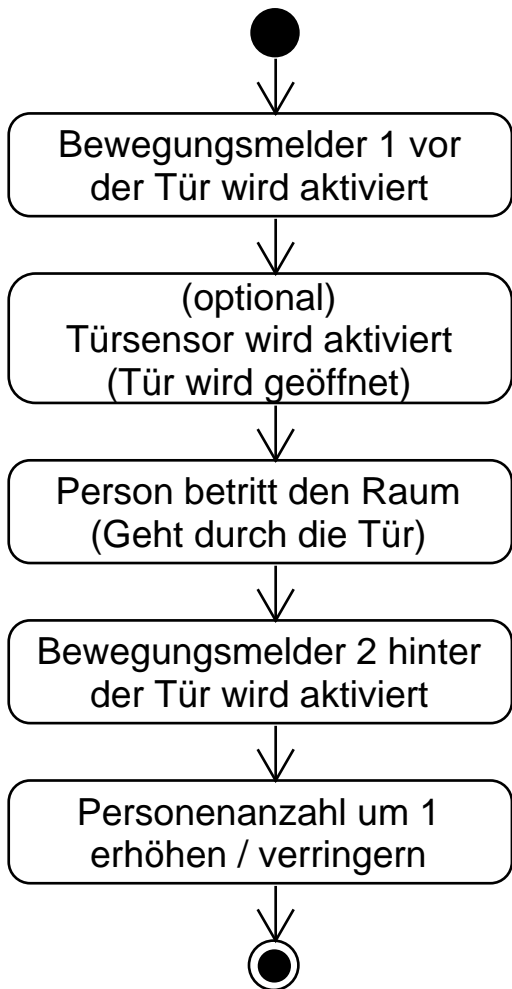 Bewegungsmelder 1 vor
der Tür wird aktiviert
(optional)
Türsensor wird aktiviert
(Tür wird geöffnet)
Person betritt den Raum
(Geht durch die Tür)
Bewegungsmelder 2 hinter
der Tür wird aktiviert
Personenanzahl um 1
erhöhen / verringern